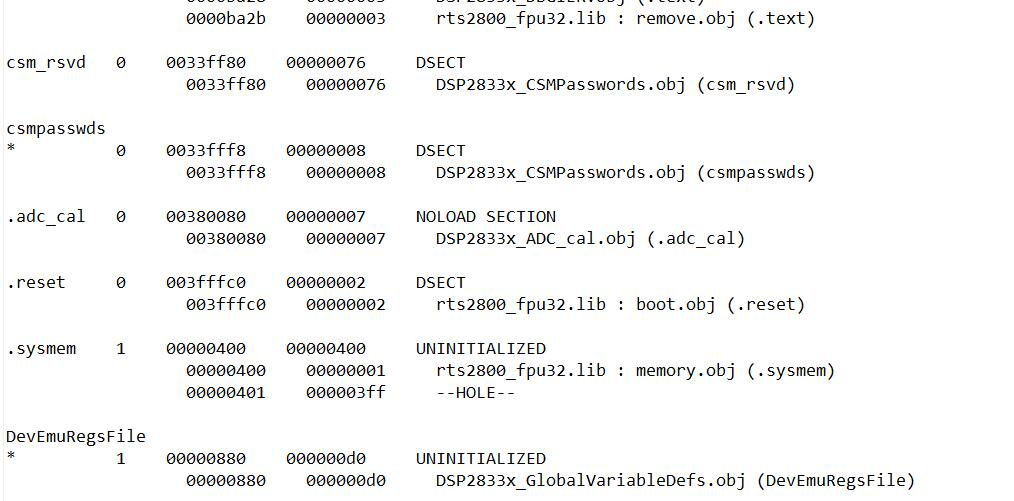 0000ba2b 00000003 rts2800_fpu32.lib : remove.obj (.text)
csm_rsvd 0 0033ff80 00000076 DSECT
0033ff80 00000076 DSP2833x_CSMPasswords.obj (csm_rsvd)
csmpasswds
* 0 0033fff8 00000008 DSECT
0033fff8 00000008 DSP2833x_CSMPasswords.obj (csmpasswds)
.adc_cal 0 00380080 00000007 NOLOAD SECTION
00380080 00000007 DSP2833x_ADC_cal.obj (.adc_cal)
.reset 0 003fffc0 00000002 DSECT
003fffc0 00000002 rts2800_fpu32.lib : boot.obj (.reset)
.sysmem 1 00000400 00000400 UNINITIALIZED
00000400 00000001 rts2800_fpu32.lib : memory.obj (.sysmem)
00000401 000003ff --HOLE--
DevEmuRegsFile
* 1 00000880 000000d0 UNINITIALIZED
00000880 000000d0 DSP2833x_GlobalVariableDefs.obj (DevEmuRegsFile)